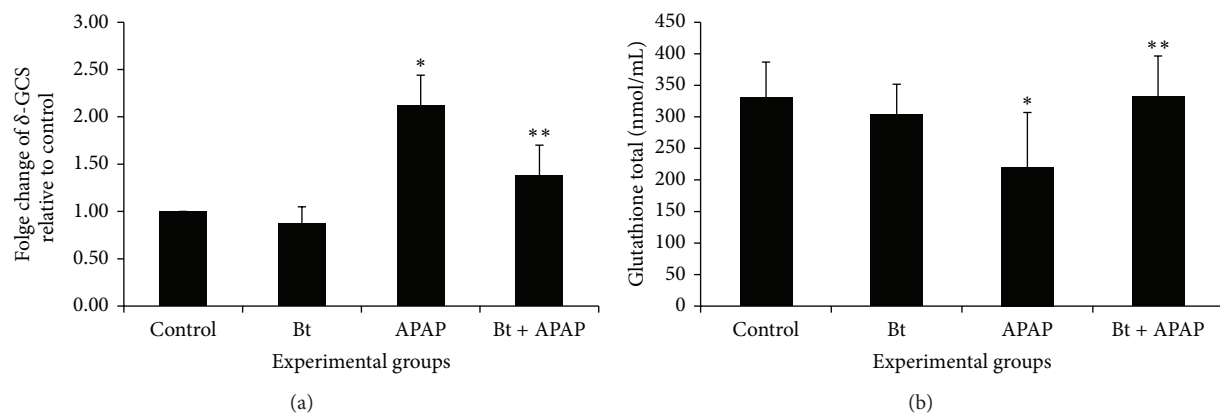 3.00
2.50
2.00
1.50
1.00
0.50
0.00
Folge change of δ-GCS
relative to control
*
**
Control Bt APAP Bt + APAP
Experimental groups
(a)
450
400
350
300
250
200
150
100
50
0
Glutathione total (nmol/mL)
*
**
Control Bt APAP Bt + APAP
Experimental groups
(b)